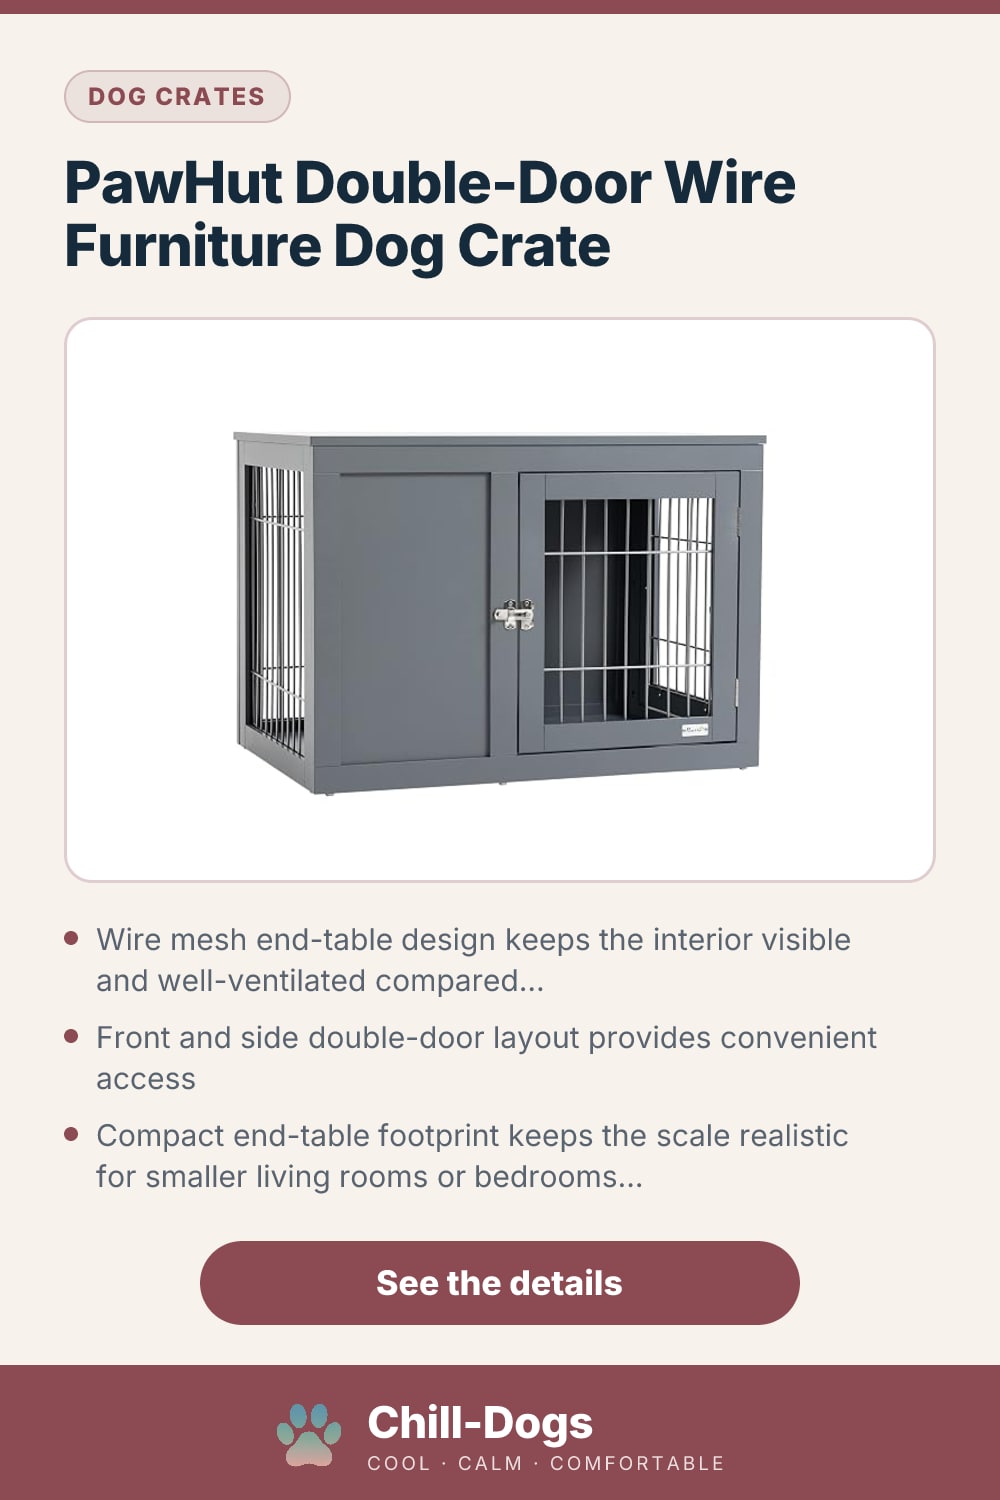 DOG CRATES
PawHut Double-Door Wire
Furniture Dog Crate
Wire mesh end-table design keeps the interior visible
and well-ventilated compared...
Front and side double-door layout provides convenient
access
Compact end-table footprint keeps the scale realistic
for smaller living rooms or bedrooms...
See the details
Chill-Dogs
COOL · CALM · COMFORTABLE